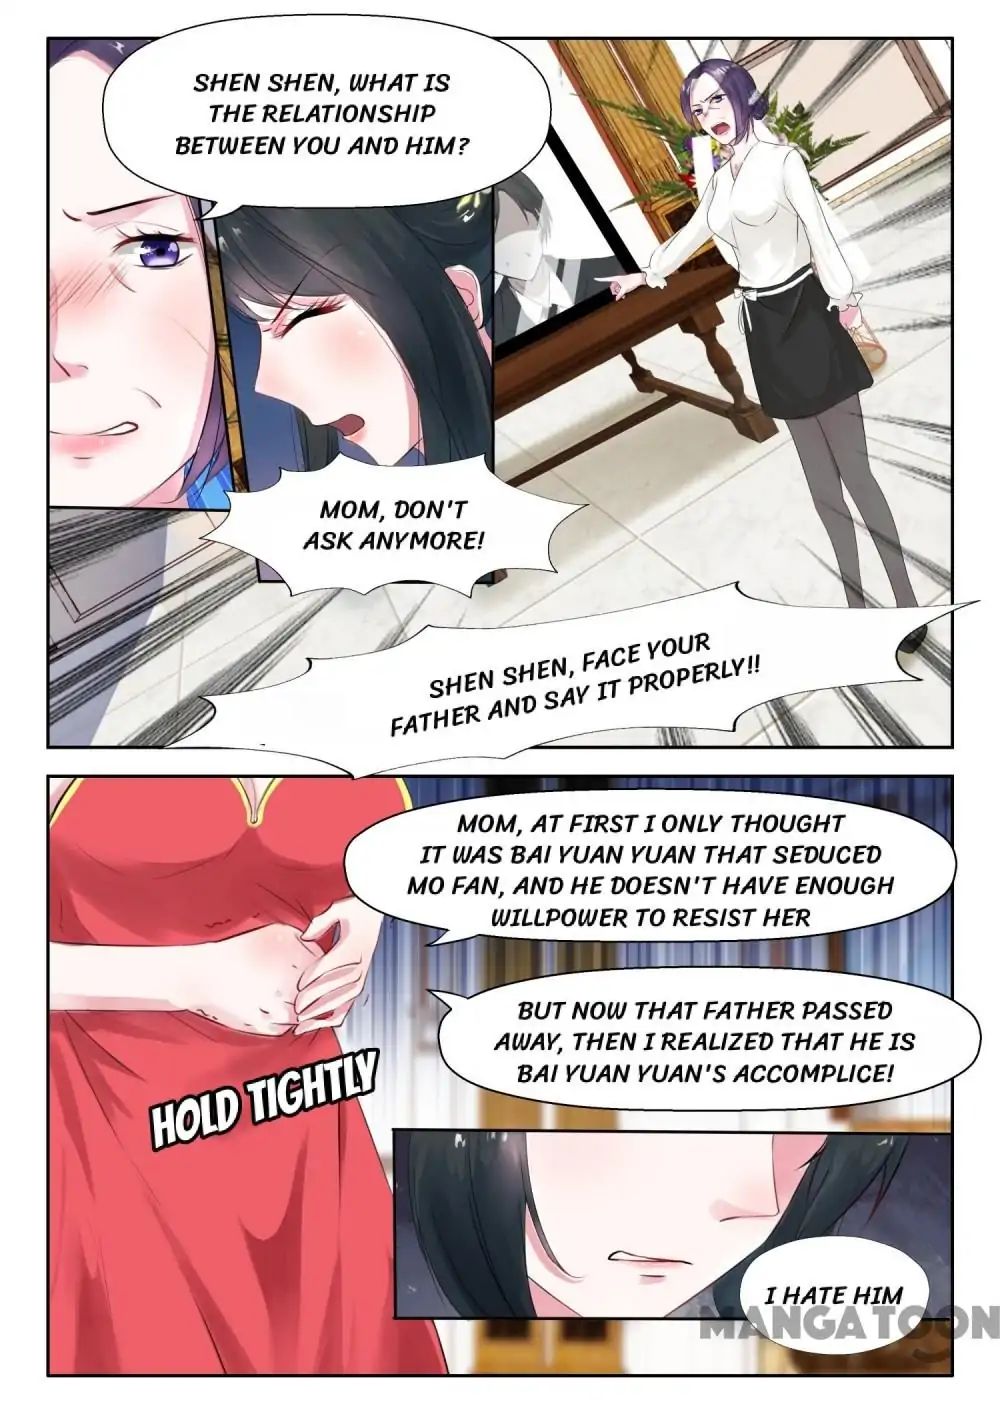 SHEN SHEN, WHAT IS
THE RELATIONSHIP
BETWEEN YOU AND HIM?
MOM, DON'T
ASK ANYMORE!
SHEN SHEN, FACE YOUR
FATHER AND SAY IT PROPERLY!!
MOM, AT FIRST I ONLY THOUGHT
IT WAS BAI YUAN YUAN THAT SEDUCED
MO FAN, AND HE DOESN'T HAVE ENOUGH
WILLPOWER TO RESIST HER
BUT NOW THAT FATHER PASSED
AWAY, THEN I REALIZED THAT HE IS
BAI YUAN YUAN'S ACCOMPLICE!
HOLD TIGHTLY
I HATE HIM
MANGATOON